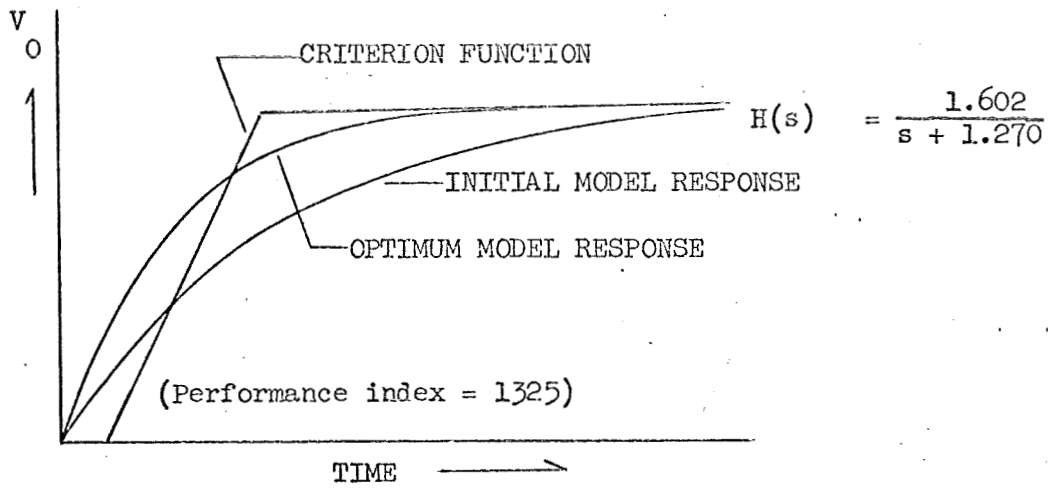 V
O
CRITERION FUNCTION
H(s) = 1.602 / s + 1.270
INITIAL MODEL RESPONSE
OPTIMUM MODEL RESPONSE
(Performance index = 1325)
TIME